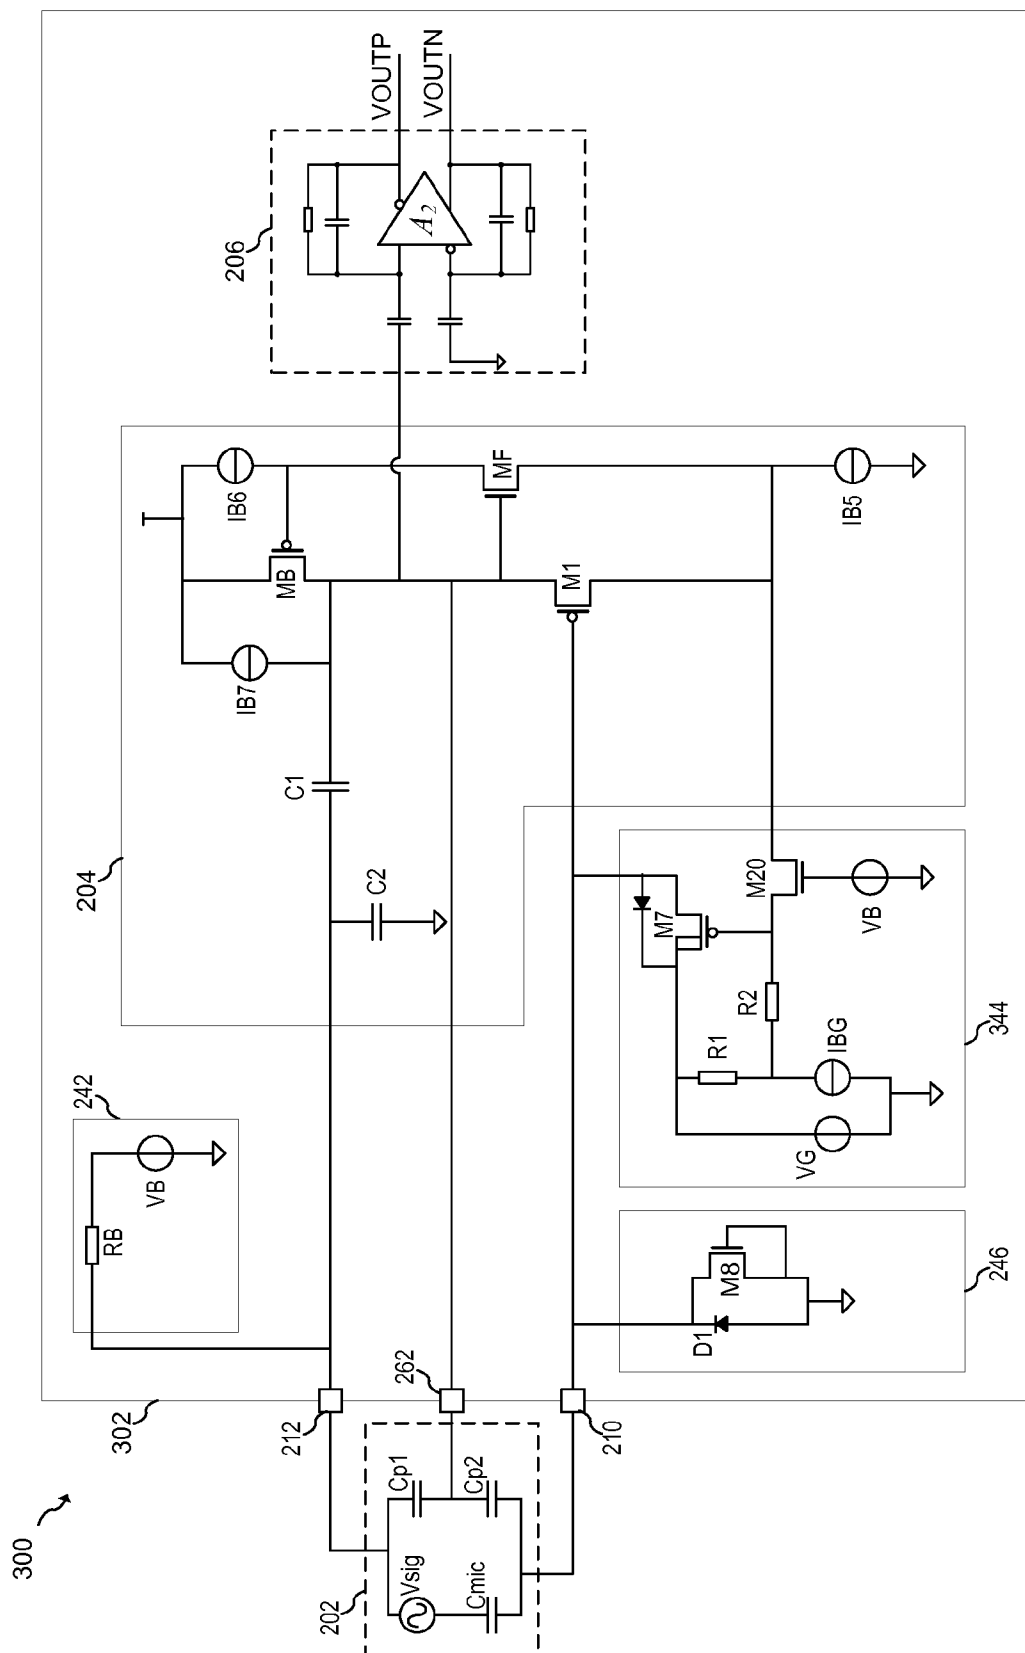 300
302
202
Vsig
Cmic
Cp1
Cp2
212
262
210
242
RB
VB
204
C1
C2
IB7
MB
IB6
MF
M1
IB5
206
A2
VOUTP
VOUTN
246
D1
M8
344
VG
IBG
R1
R2
M7
M20
VB